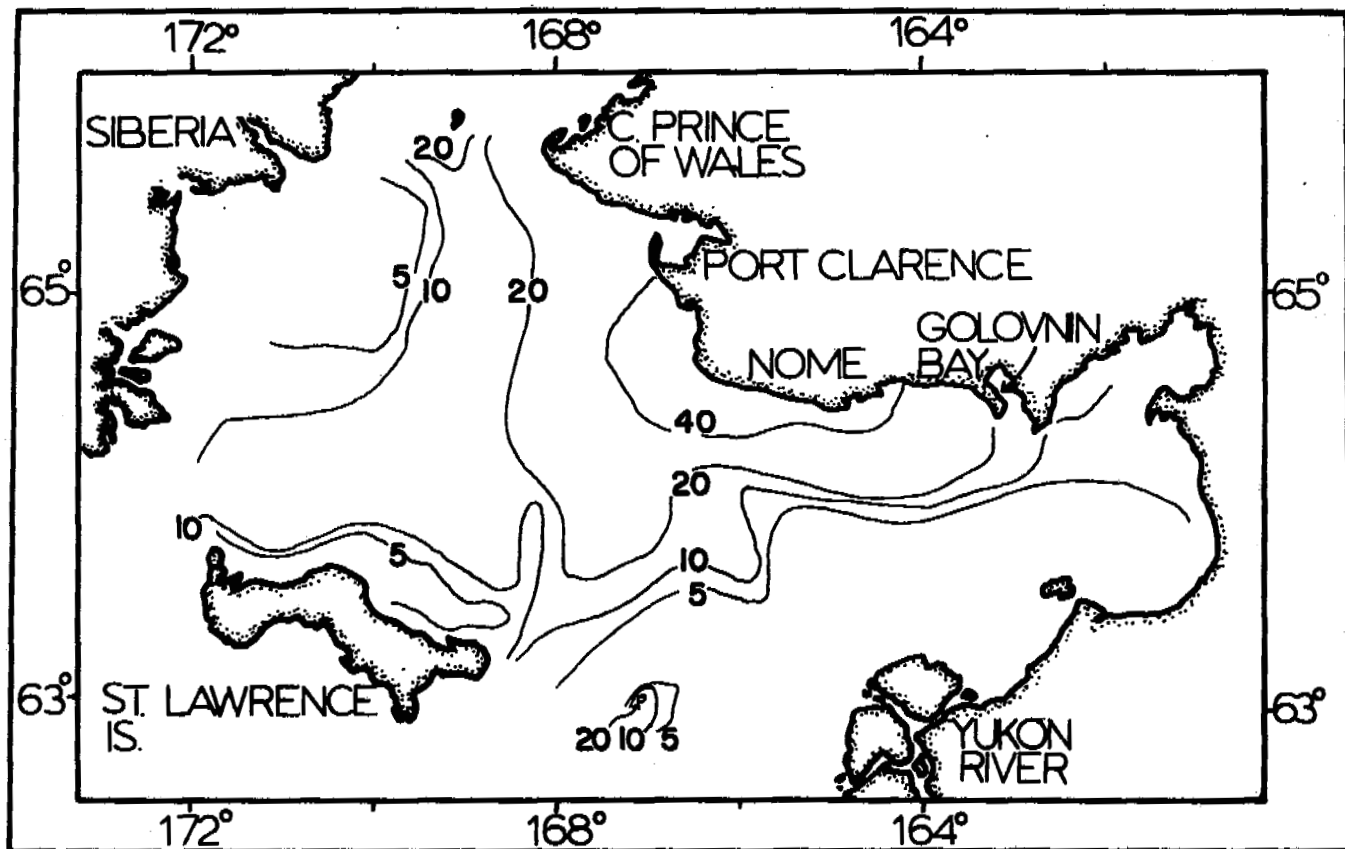 172° 168° 164°
SIBERIA
C. PRINCE
OF WALES
20
65° 5 10 20 PORT CLARENCE 65°
GOLOVNIN
BAY
NOME
40
20
10 5 10
5
63° ST. LAWRENCE
IS.
63°
20 10 5
YUKON
RIVER
172° 168° 164°